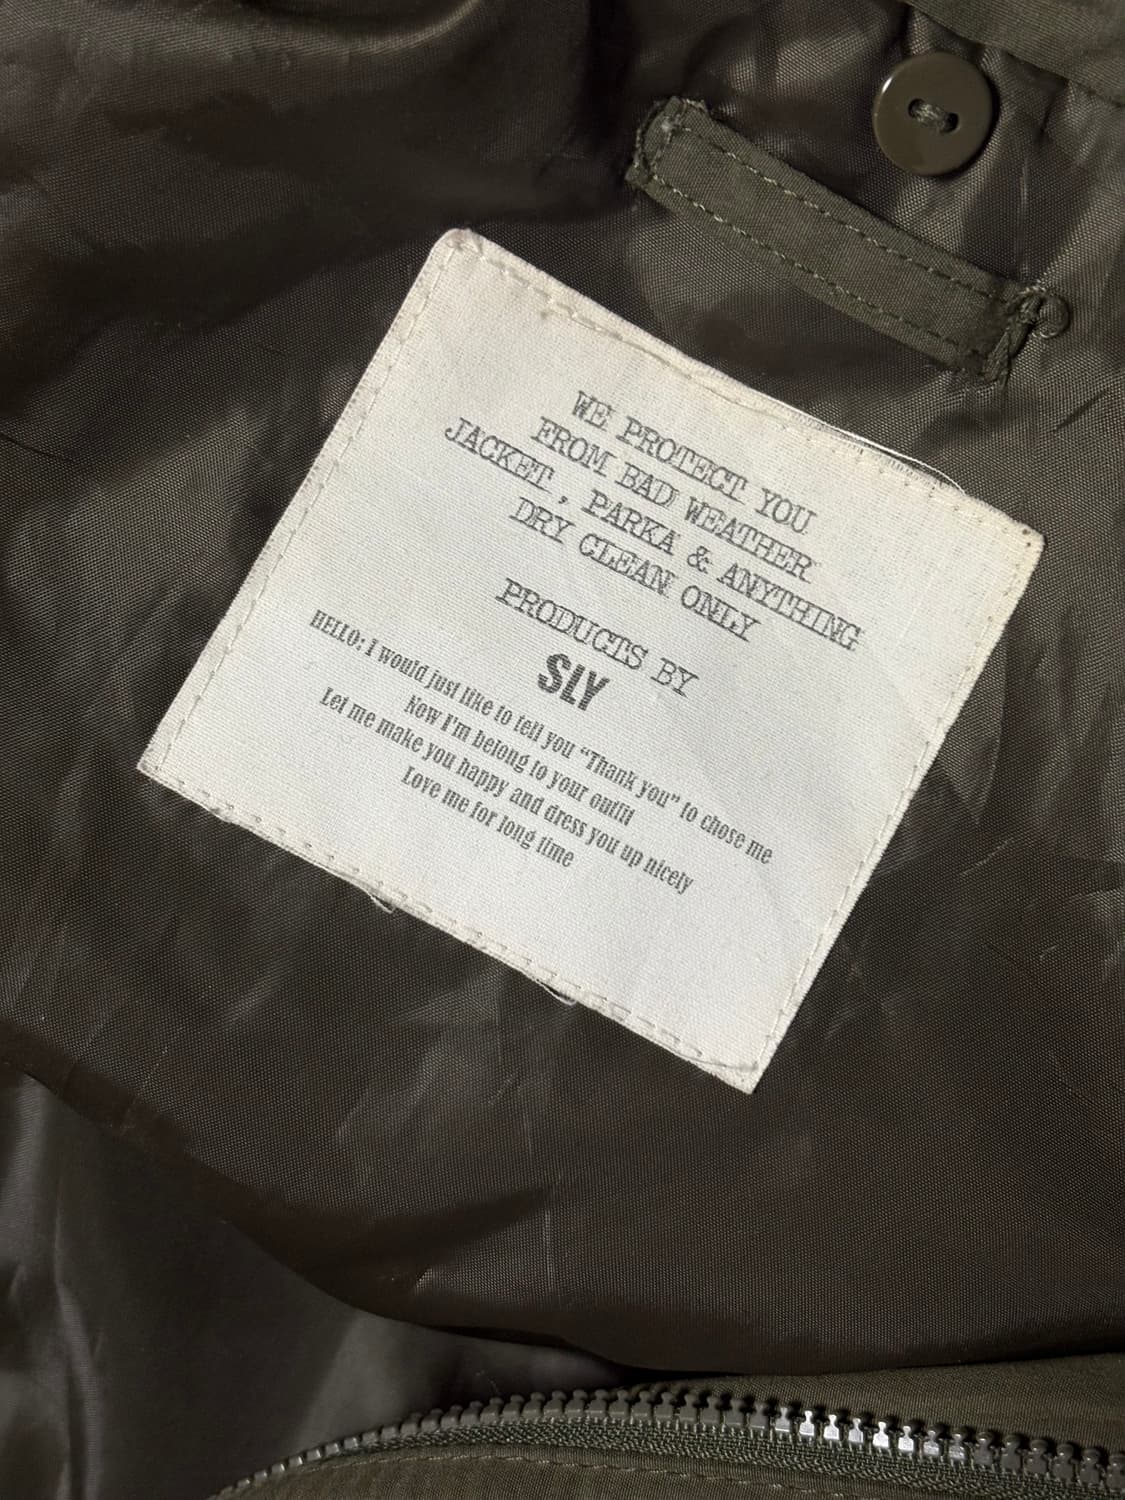 WE PROTECT YOU
FROM BAD WEATHER
JACKET, PARKA & ANYTHING
DRY CLEAN ONLY
PRODUCTS BY
SLY
HELLO: I would just like to tell you "Thank you" to chose me
Now I'm belong to your outfit
Let me make you happy and dress you up nicely
Love me for long time